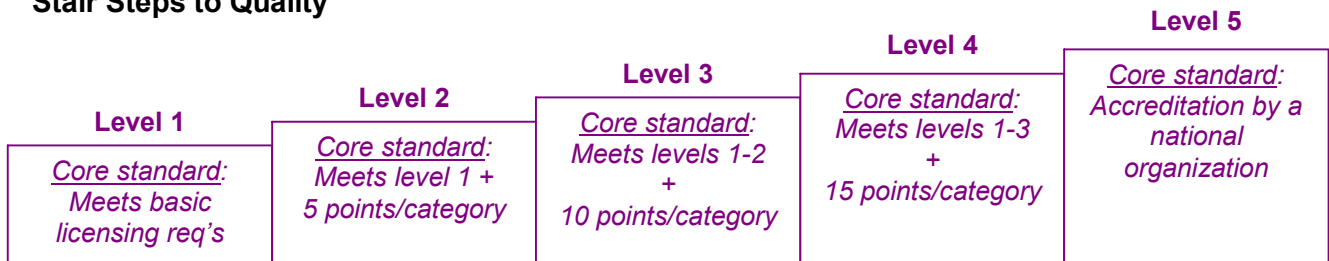 Stair Steps to Quality
Level 1
Core standard:
Meets basic
licensing req’s
Level 2
Core standard:
Meets level 1 +
5 points/category
Level 3
Core standard:
Meets levels 1-2
+
10 points/category
Level 4
Core standard:
Meets levels 1-3
+
15 points/category
Level 5
Core standard:
Accreditation by a
national
organization